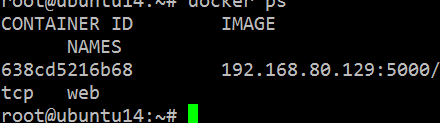 root@ubuntu14:~# docker ps
CONTAINER ID        IMAGE
       NAMES
638cd5216b68        192.168.80.129:5000/
tcp   web
root@ubuntu14:~#